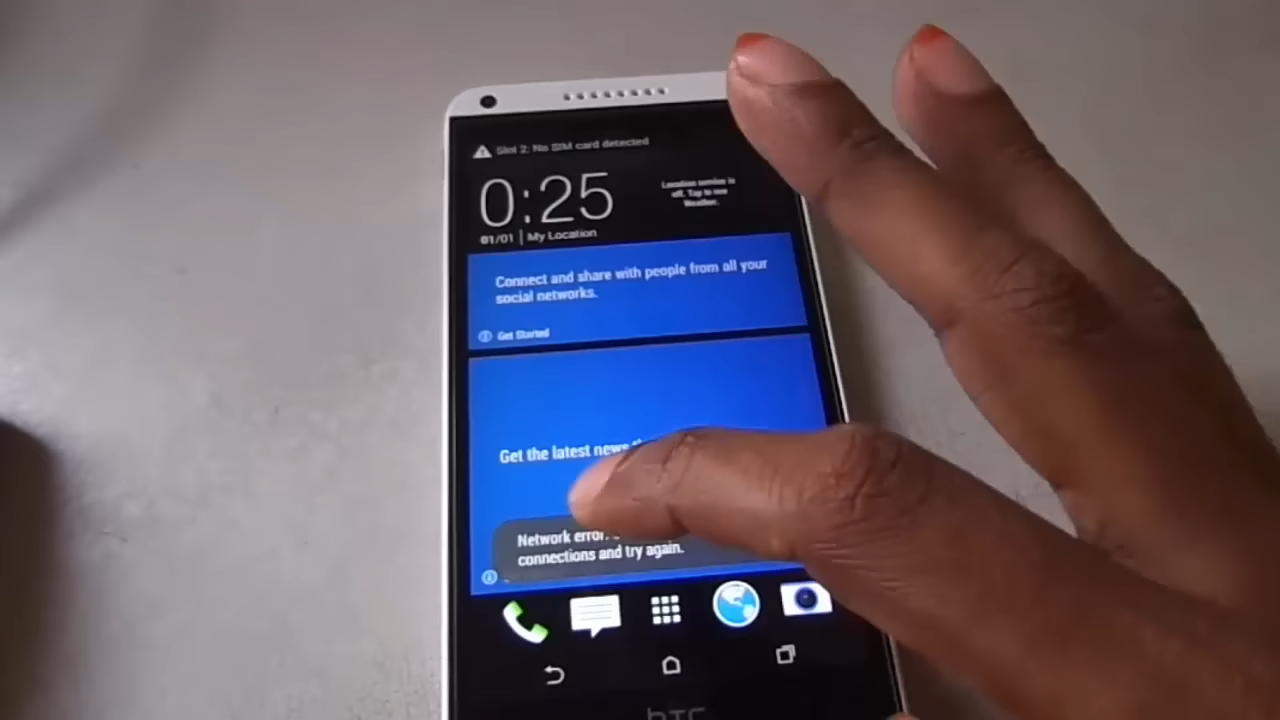 Slot 2: No SIM card detected
0:25
Location service is
off. Tap to use
Weather.
01/01 | My Location
Connect and share with people from all your
social networks.
Get Started
Get the latest news
Network error.
connections and try again.
hTC